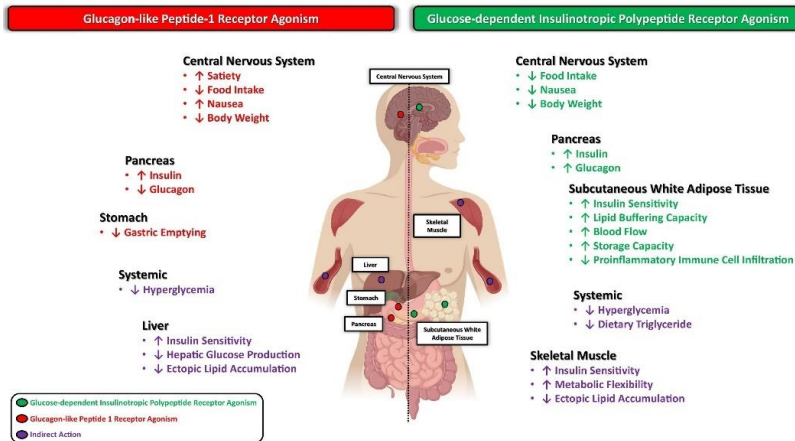 Glucagon-like Peptide-1 Receptor Agonism
Glucose-dependent Insulinotropic Polypeptide Receptor Agonism
Central Nervous System
• ↑ Satiety
• ↓ Food Intake
• ↑ Nausea
• ↓ Body Weight
Pancreas
• ↑ Insulin
• ↓ Glucagon
Stomach
• ↓ Gastric Emptying
Systemic
• ↓ Hyperglycemia
Liver
• ↑ Insulin Sensitivity
• ↓ Hepatic Glucose Production
• ↓ Ectopic Lipid Accumulation
Central Nervous System
Skeletal
Muscle
Liver
Stomach
Pancreas
Subcutaneous White
Adipose Tissue
Central Nervous System
• ↓ Food Intake
• ↓ Nausea
• ↓ Body Weight
Pancreas
• ↑ Insulin
• ↑ Glucagon
Subcutaneous White Adipose Tissue
• ↑ Insulin Sensitivity
• ↑ Lipid Buffering Capacity
• ↑ Blood Flow
• ↑ Storage Capacity
• ↓ Proinflammatory Immune Cell Infiltration
Systemic
• ↓ Hyperglycemia
• ↓ Dietary Triglyceride
Skeletal Muscle
• ↑ Insulin Sensitivity
• ↑ Metabolic Flexibility
• ↓ Ectopic Lipid Accumulation
Glucose-dependent Insulinotropic Polypeptide Receptor Agonism
Glucagon-like Peptide 1 Receptor Agonism
Indirect Action